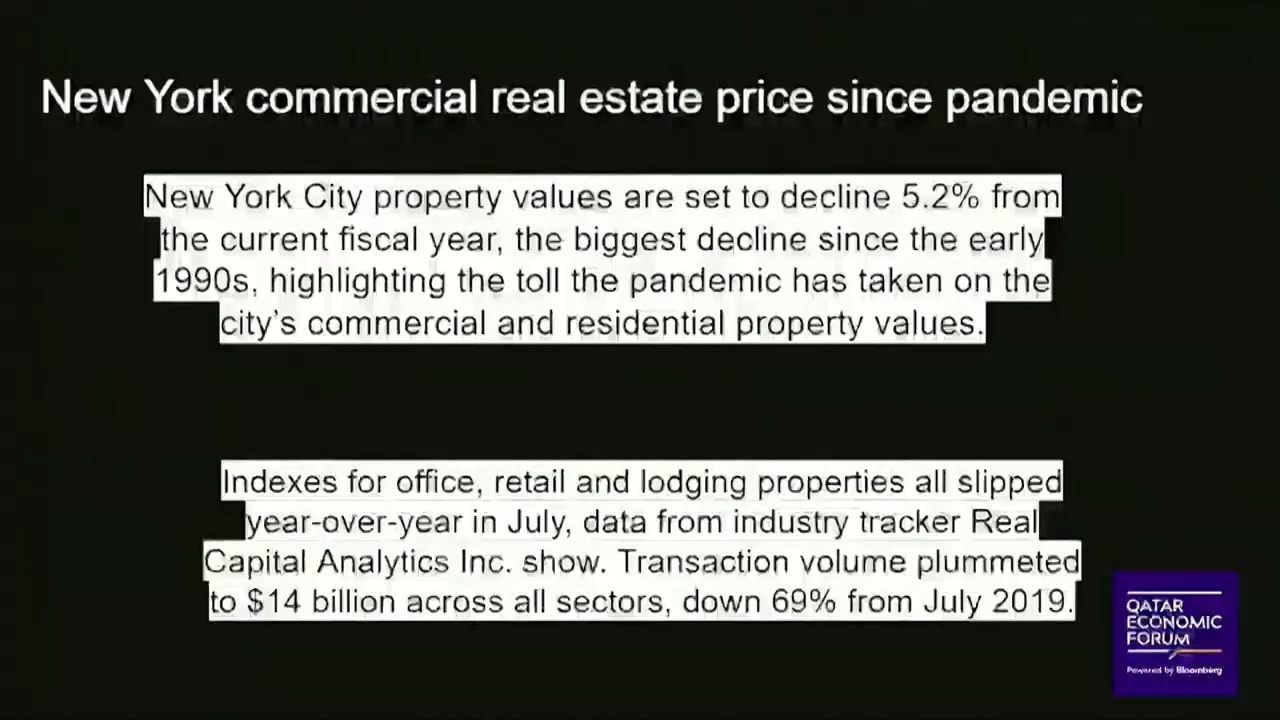 New York commercial real estate price since pandemic
New York City property values are set to decline 5.2% from
the current fiscal year, the biggest decline since the early
1990s, highlighting the toll the pandemic has taken on the
city’s commercial and residential property values.
Indexes for office, retail and lodging properties all slipped
year-over-year in July, data from industry tracker Real
Capital Analytics Inc. show. Transaction volume plummeted
to $14 billion across all sectors, down 69% from July 2019.
QATAR
ECONOMIC
FORUM
Powered by Bloomberg